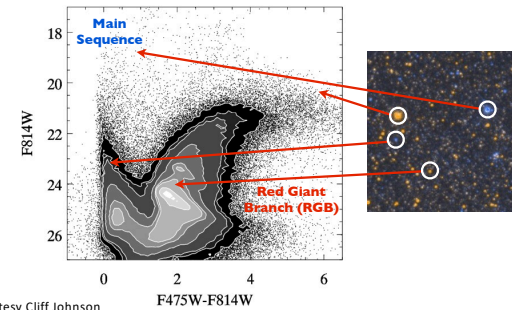 Main
Sequence
18
20
22
24
26
F814W
Red Giant
Branch (RGB)
0 2 4 6
F475W-F814W
tesy Cliff Johnson